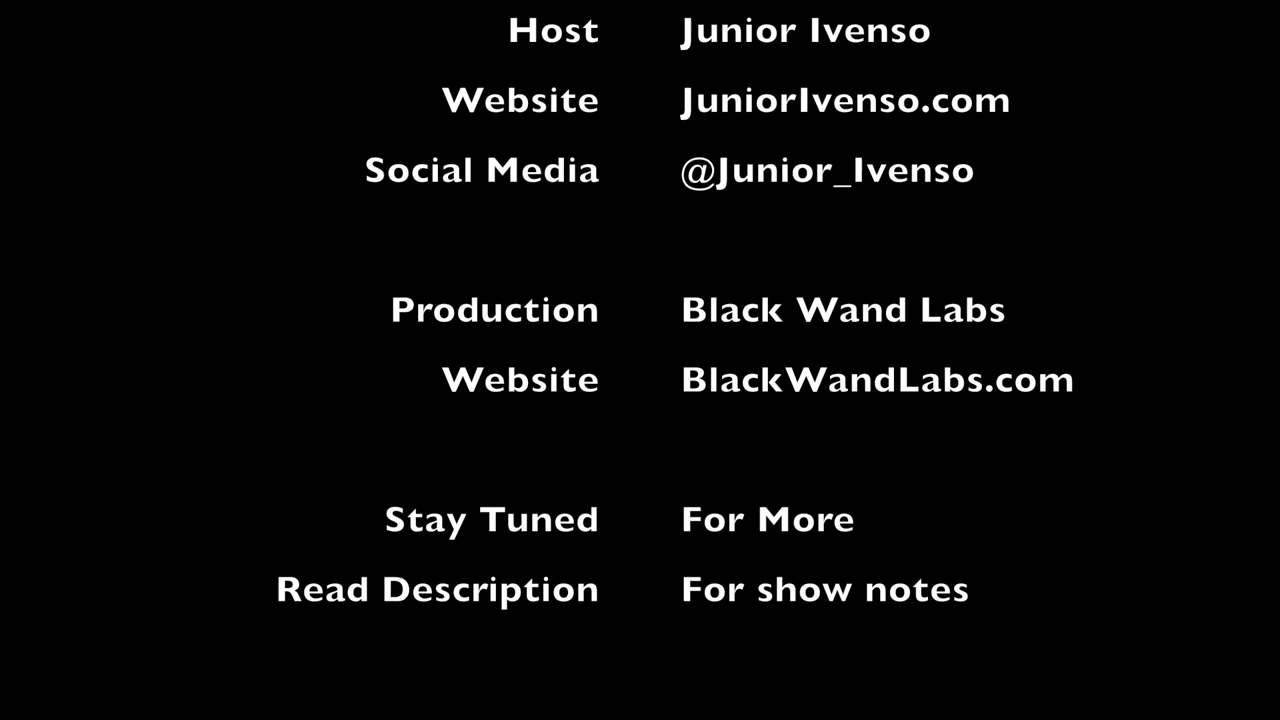 Host Junior Ivenso
Website JuniorIvenso.com
Social Media @Junior_Ivenso
Production Black Wand Labs
Website BlackWandLabs.com
Stay Tuned For More
Read Description For show notes